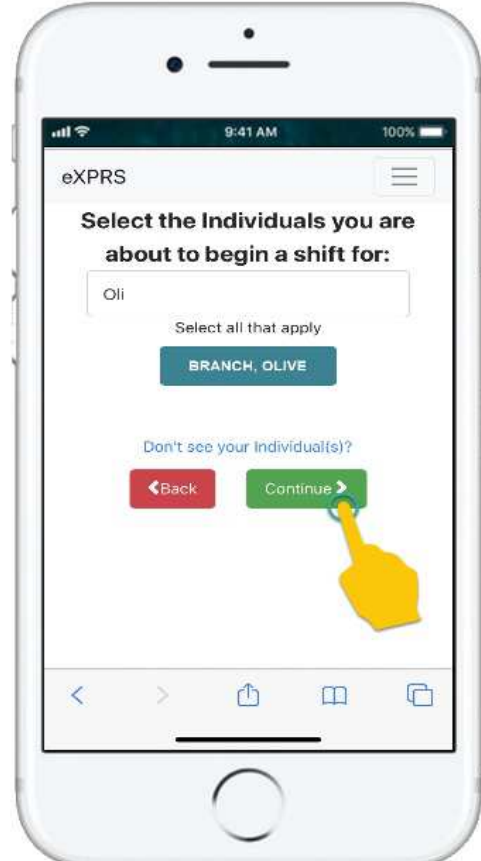 9:41 AM 100%
eXPRS
Select the Individuals you are
about to begin a shift for:
Oli
Select all that apply
BRANCH, OLIVE
Don't see your Individual(s)?
Back Continue